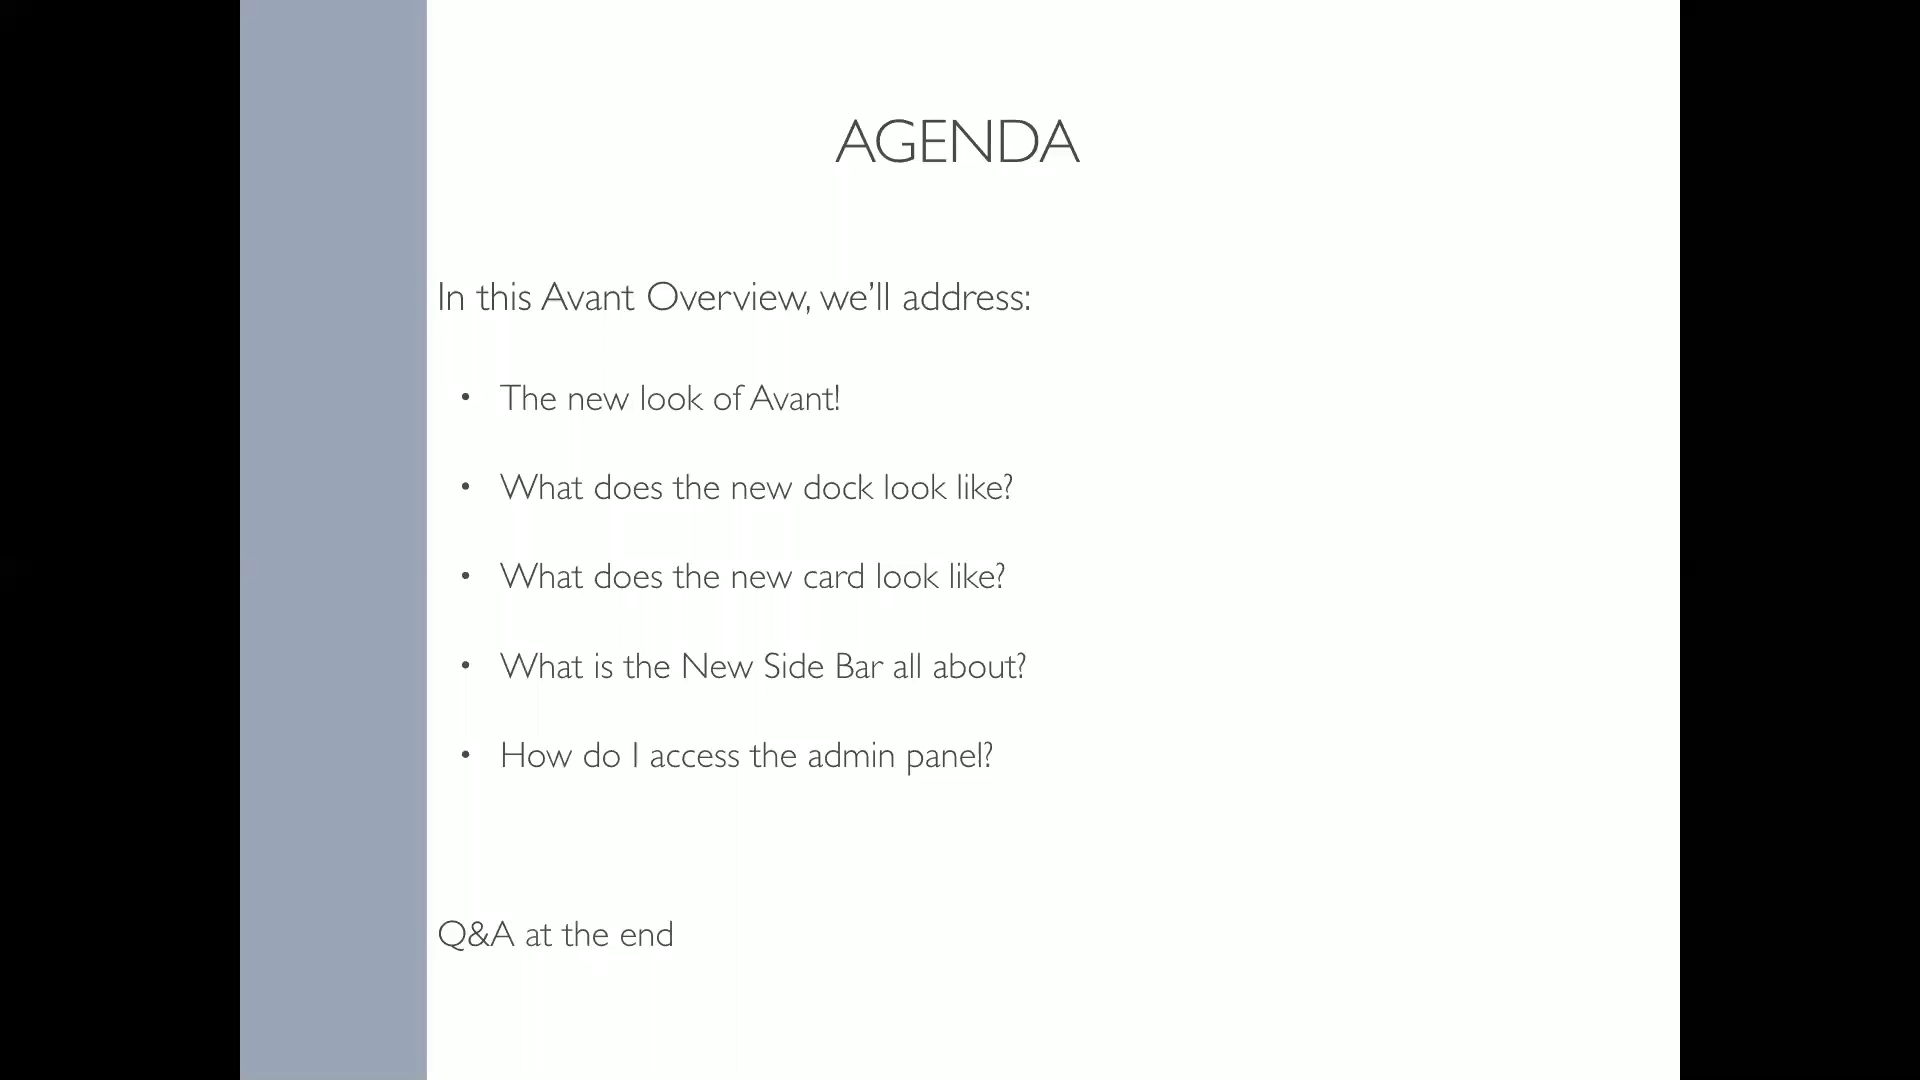 AGENDA
In this Avant Overview, we'll address:
• The new look of Avant!
• What does the new dock look like?
• What does the new card look like?
• What is the New Side Bar all about?
• How do I access the admin panel?
Q&A at the end